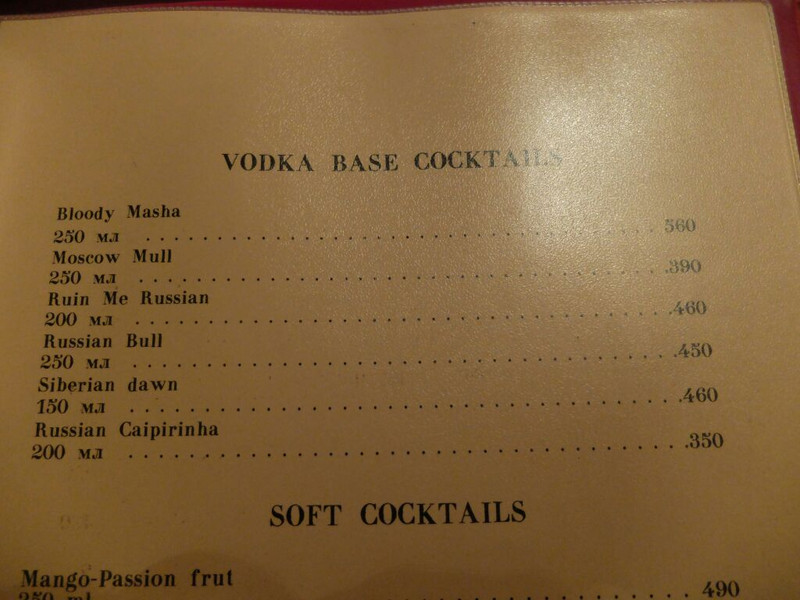 VODKA BASE COCKTAILS
Bloody Masha
250 мл . . . . . . . . . . . . . . . . . . . . . . . . . . . . . . . . . . . 560
Moscow Mull
250 мл . . . . . . . . . . . . . . . . . . . . . . . . . . . . . . . . . . . .390
Ruin Me Russian
200 мл . . . . . . . . . . . . . . . . . . . . . . . . . . . . . . . . . . . .460
Russian Bull
250 мл . . . . . . . . . . . . . . . . . . . . . . . . . . . . . . . . . . . .450
Siberian dawn
150 мл . . . . . . . . . . . . . . . . . . . . . . . . . . . . . . . . . . . .460
Russian Caipirinha
200 мл . . . . . . . . . . . . . . . . . . . . . . . . . . . . . . . . . . . .350
SOFT COCKTAILS
Mango-Passion frut
250 ml . . . . . . . . . . . . . . . . . . . . . . . . . . . . . . . . . . . 490